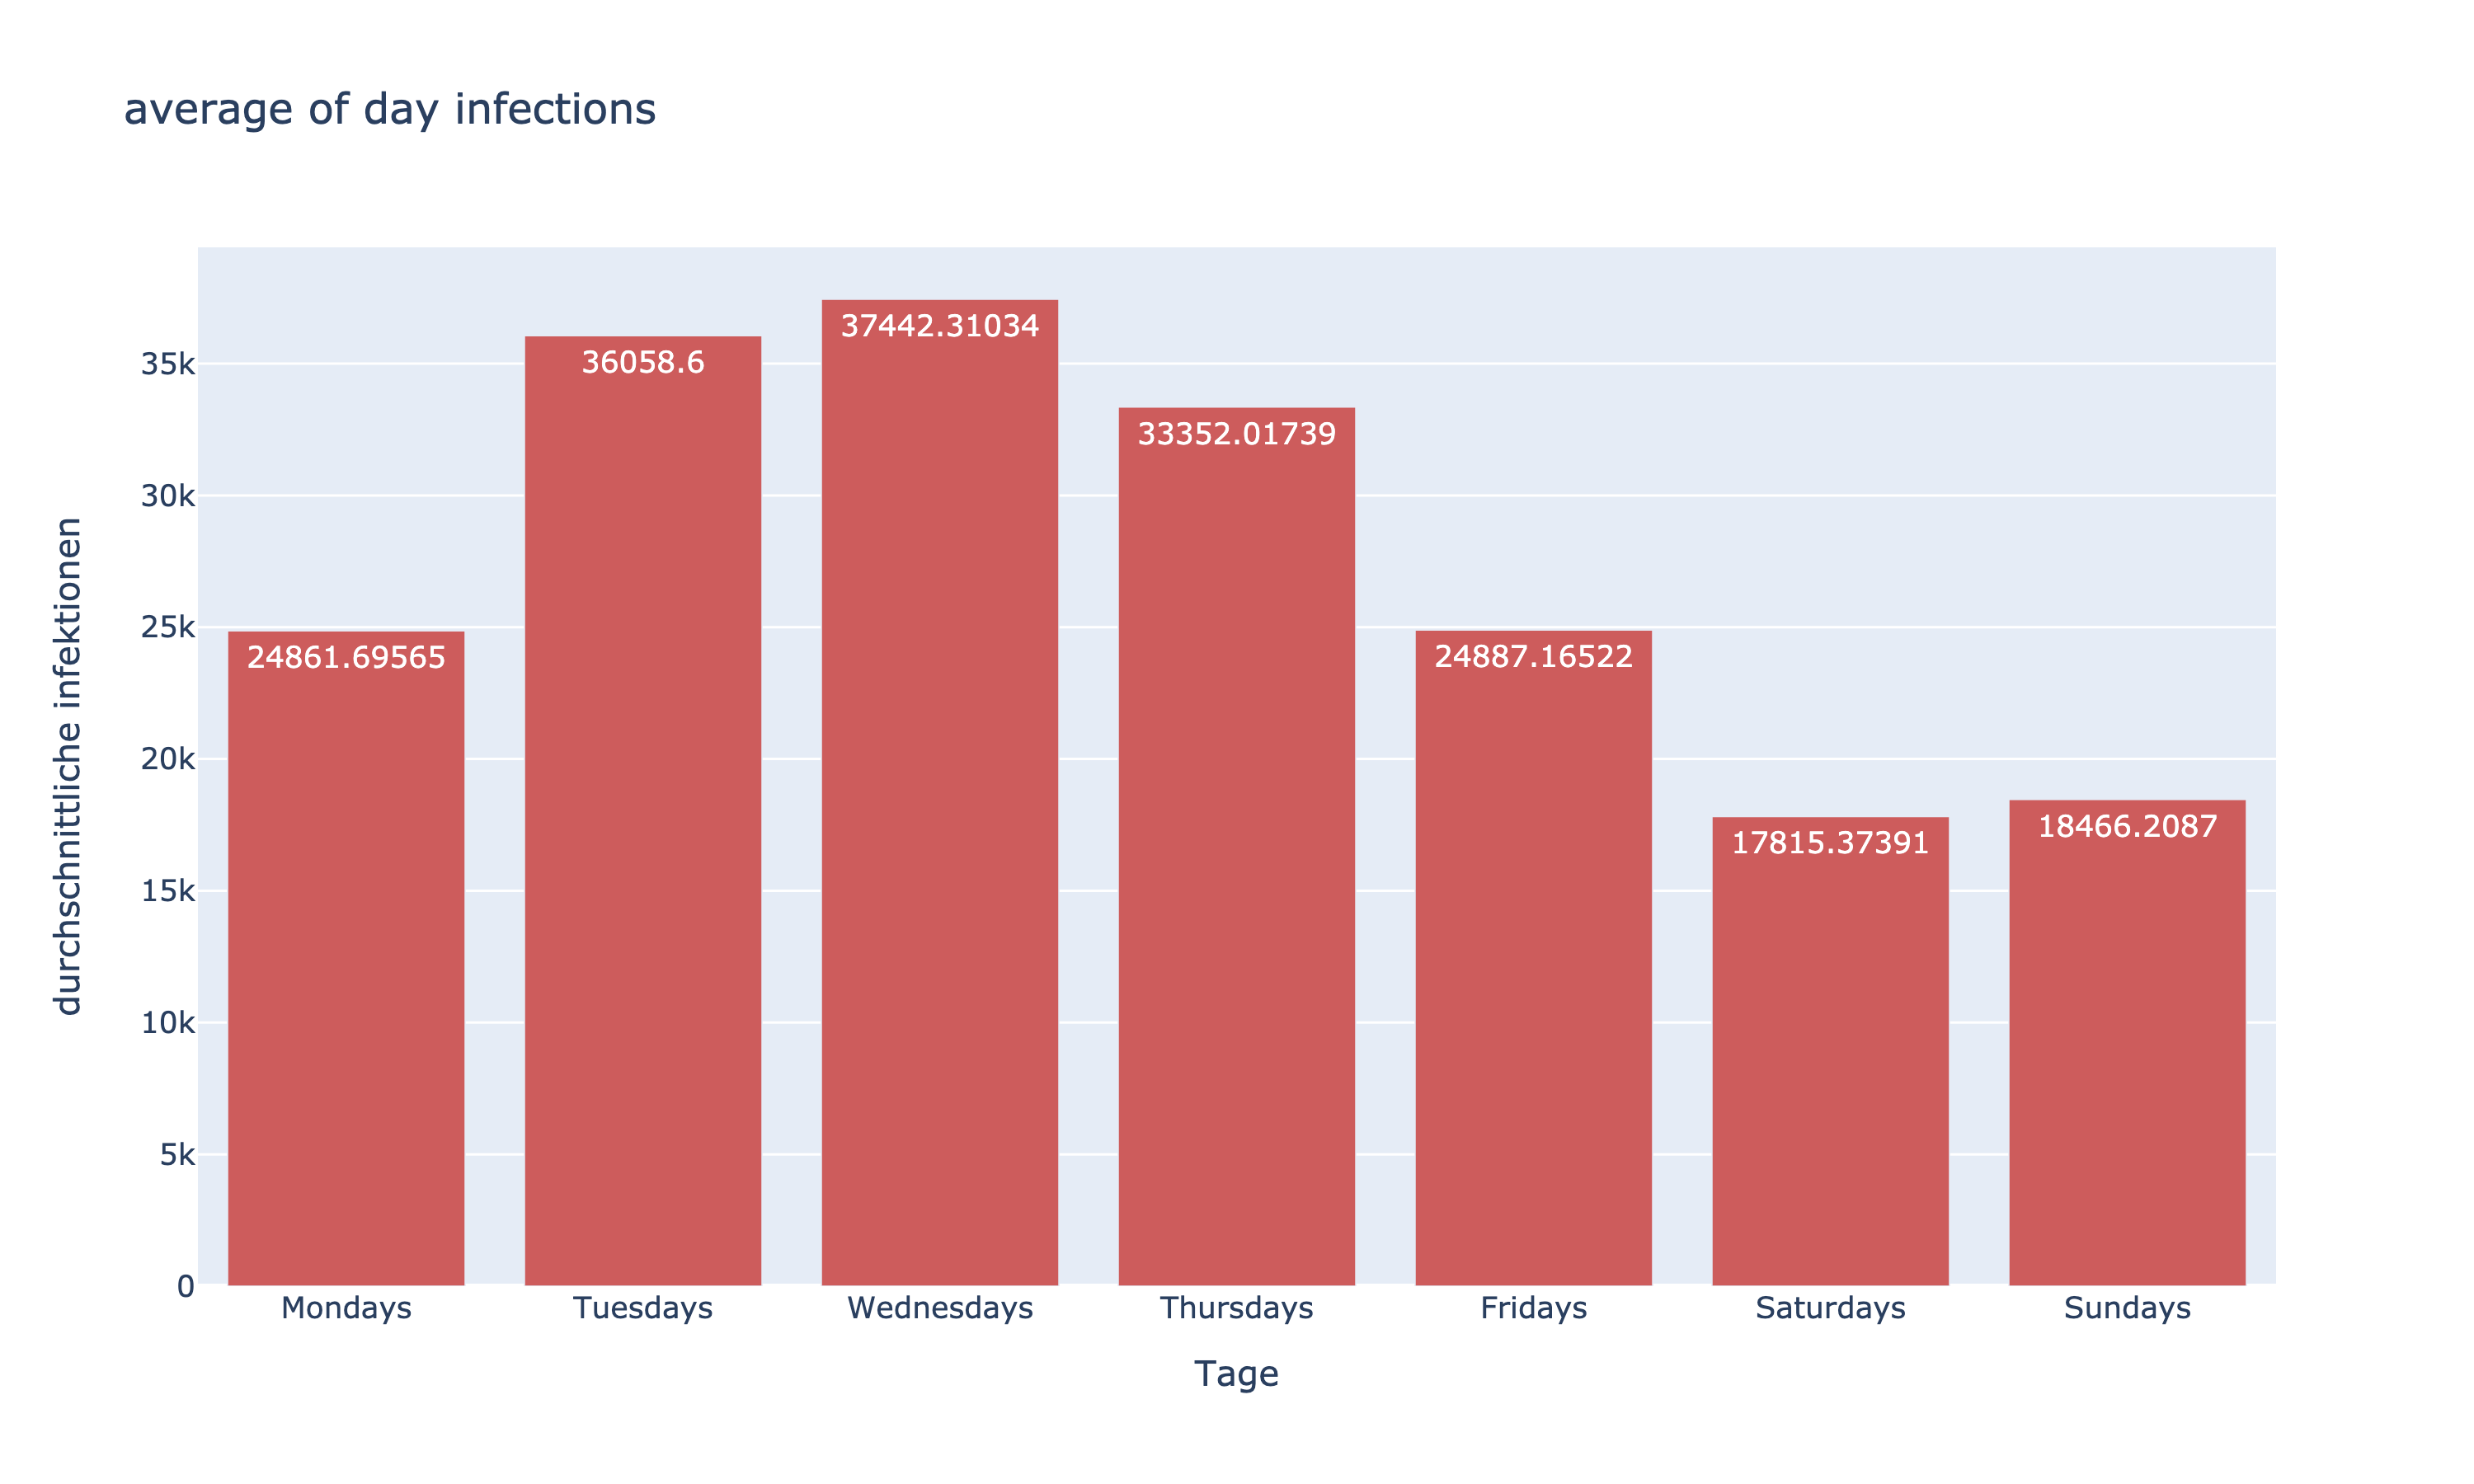 average of day infections
durchschnittliche infektionen
35k
30k
25k
20k
15k
10k
5k
0
24861.69565
36058.6
37442.31034
33352.01739
24887.16522
17815.37391
18466.2087
Mondays
Tuesdays
Wednesdays
Thursdays
Fridays
Saturdays
Sundays
Tage